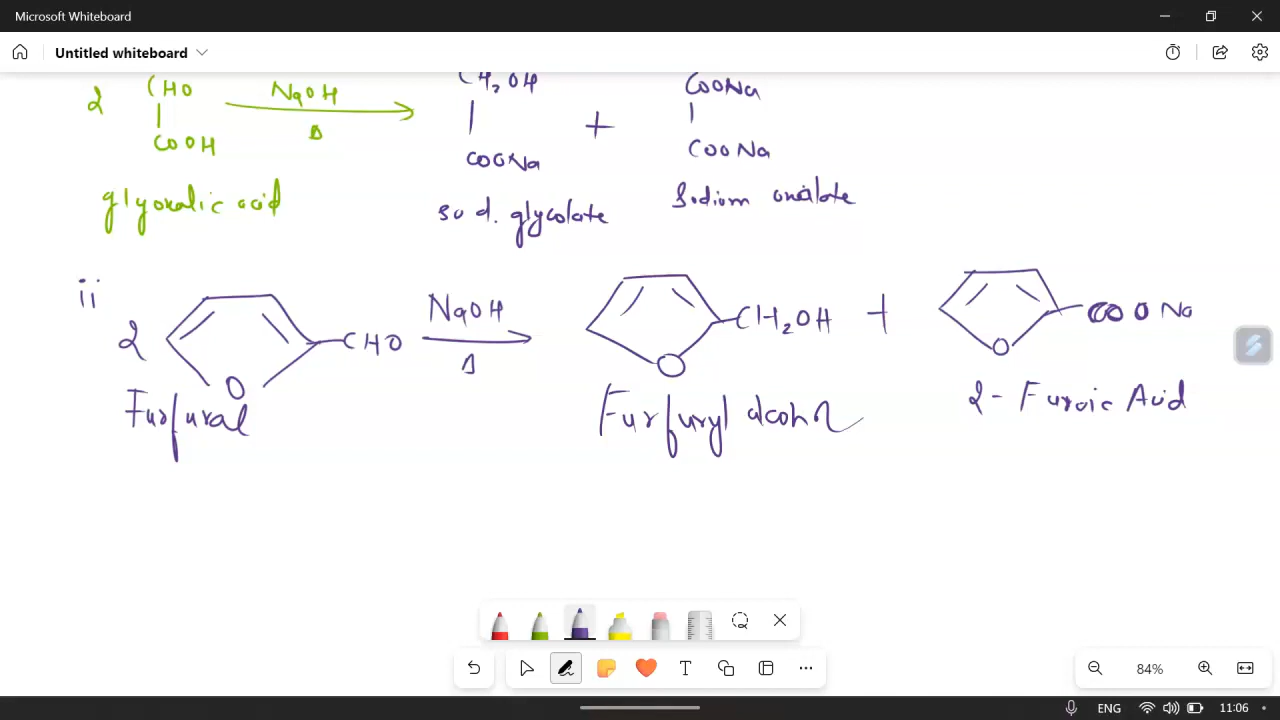 Microsoft Whiteboard
Untitled whiteboard
2 CHO NaOH CH2OH + COONa
Δ
COOH COONa COONa
glyoxalic acid sod. glycolate Sodium oxalate
ii
2 CHO NaOH CH2OH + COONa
Δ
O O O
Furfural Furfuryl alcohol 2- Furoic Acid
84%
ENG 11:06